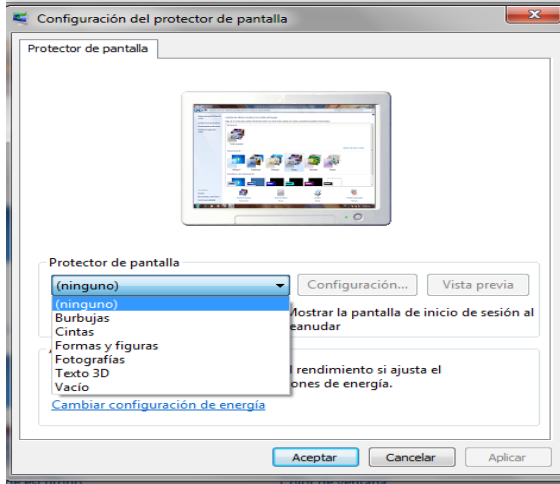 Configuración del protector de pantalla
Protector de pantalla
Protector de pantalla
(ninguno)
Configuración...
Vista previa
(ninguno)
Burbujas
Cintas
Formas y figuras
Fotografías
Texto 3D
Vacío
Mostrar la pantalla de inicio de sesión al
eanudar
l rendimiento si ajusta el
ones de energía.
Cambiar configuración de energía
Aceptar
Cancelar
Aplicar